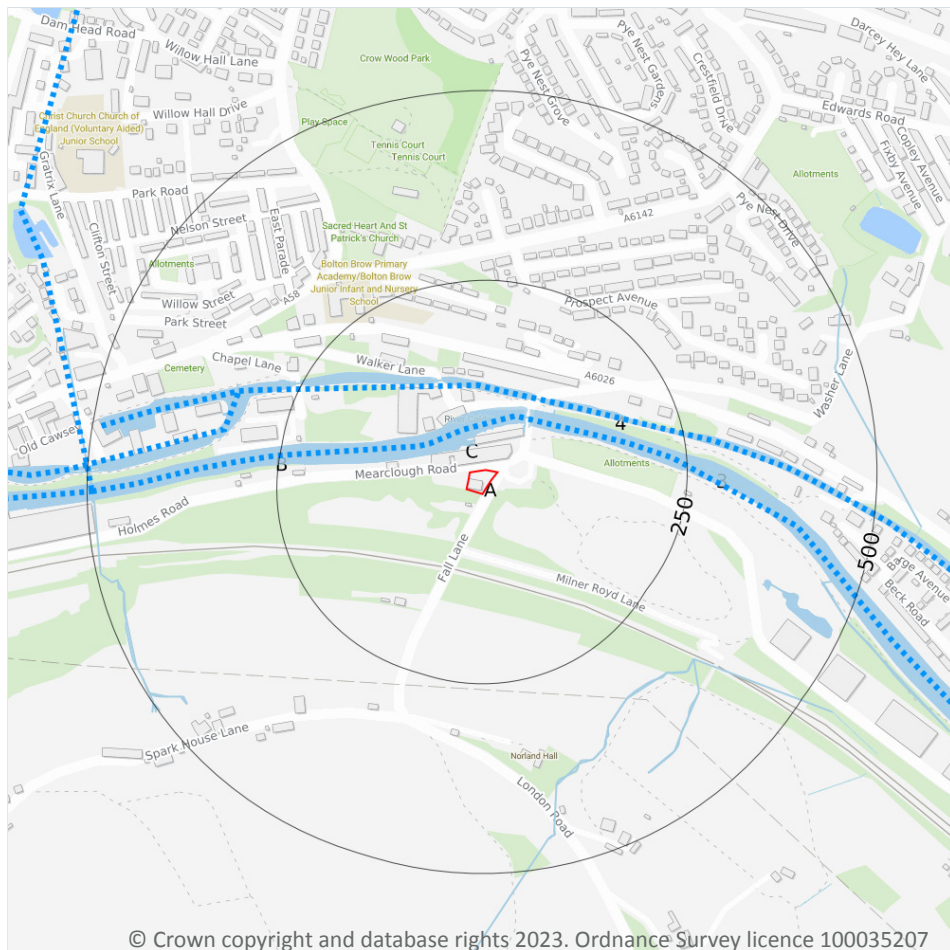 Dam Head Road
Willow Hall Lane
Crow Wood Park
Pye Nest Gardens
Pye Nest Grove
Crestfield Drive
Darcey Hey Lane
Edwards Road
Copley Avenue
Fixby Avenue
Christ Church Church of
England (Voluntary Aided)
Junior School
Willow Hall Drive
Play Space
Tennis Court
Tennis Court
Allotments
Gratrix Lane
Park Road
Nelson Street
East Parade
Clifton Street
Pye Nest Drive
A6142
Sacred Heart And St
Patrick's Church
Allotments
Bolton Brow Primary
Academy/Bolton Brow
Junior Infant and Nursery
School
Willow Street
A58
Park Street
Prospect Avenue
Chapel Lane
Walker Lane
A6026
Washer Lane
Cemetery
Old Cawsey
4
C
B
Mearclough Road
A
Allotments
Holmes Road
250
500
Fall Lane
Milner Royd Lane
Beck Road
Spark House Lane
Norland Hall
London Road
© Crown copyright and database rights 2023. Ordnance Survey licence 100035207